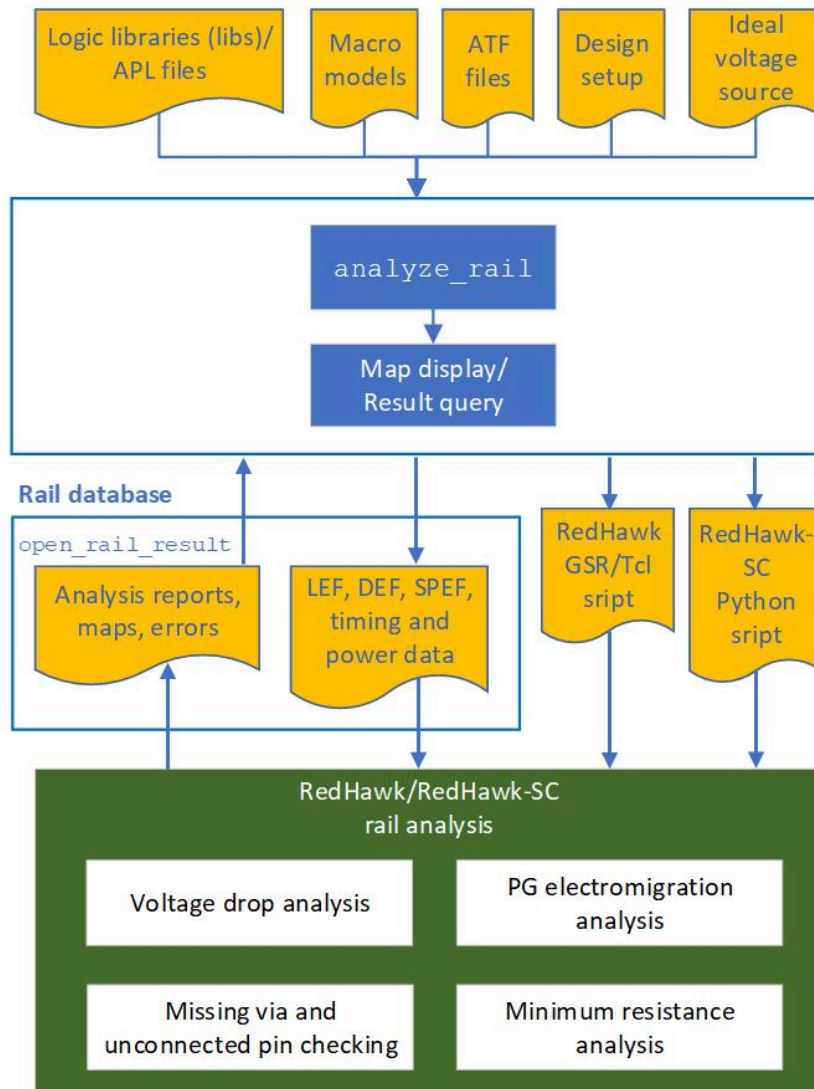 Logic libraries (libs)/
APL files
Macro
models
ATF
files
Design
setup
Ideal
voltage
source
analyze_rail
Map display/
Result query
Rail database
open_rail_result
Analysis reports,
maps, errors
LEF, DEF, SPEF,
timing and
power data
RedHawk
GSR/Tcl
sript
RedHawk-
SC
Python
sript
RedHawk/RedHawk-SC
rail analysis
Voltage drop analysis
PG electromigration
analysis
Missing via and
unconnected pin checking
Minimum resistance
analysis